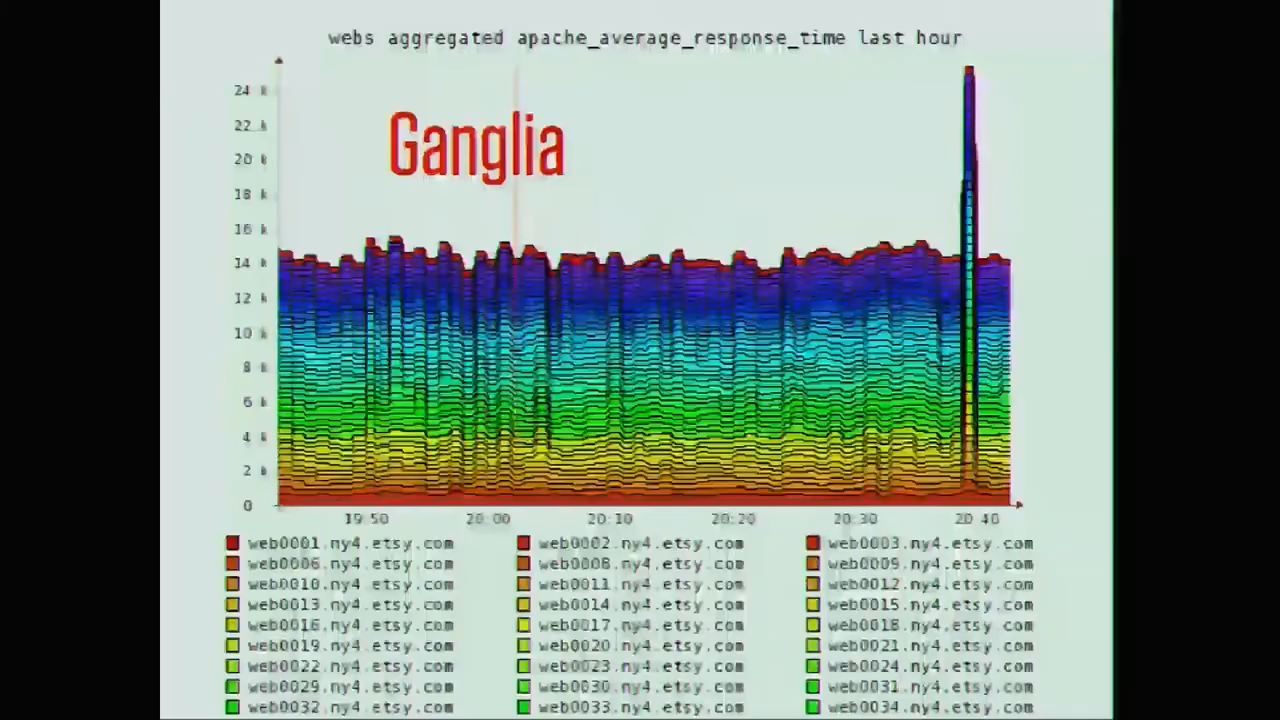 webs aggregated apache_average_response_time last hour
Ganglia
24 k
22 k
20 k
18 k
16 k
14 k
12 k
10 k
8 k
6 k
4 k
2 k
0
19:50 20:00 20:10 20:20 20:30 20:40
web0001.ny4.etsy.com web0002.ny4.etsy.com web0003.ny4.etsy.com
web0006.ny4.etsy.com web0008.ny4.etsy.com web0009.ny4.etsy.com
web0010.ny4.etsy.com web0011.ny4.etsy.com web0012.ny4.etsy.com
web0013.ny4.etsy.com web0014.ny4.etsy.com web0015.ny4.etsy.com
web0016.ny4.etsy.com web0017.ny4.etsy.com web0018.ny4.etsy.com
web0019.ny4.etsy.com web0020.ny4.etsy.com web0021.ny4.etsy.com
web0022.ny4.etsy.com web0023.ny4.etsy.com web0024.ny4.etsy.com
web0029.ny4.etsy.com web0030.ny4.etsy.com web0031.ny4.etsy.com
web0032.ny4.etsy.com web0033.ny4.etsy.com web0034.ny4.etsy.com